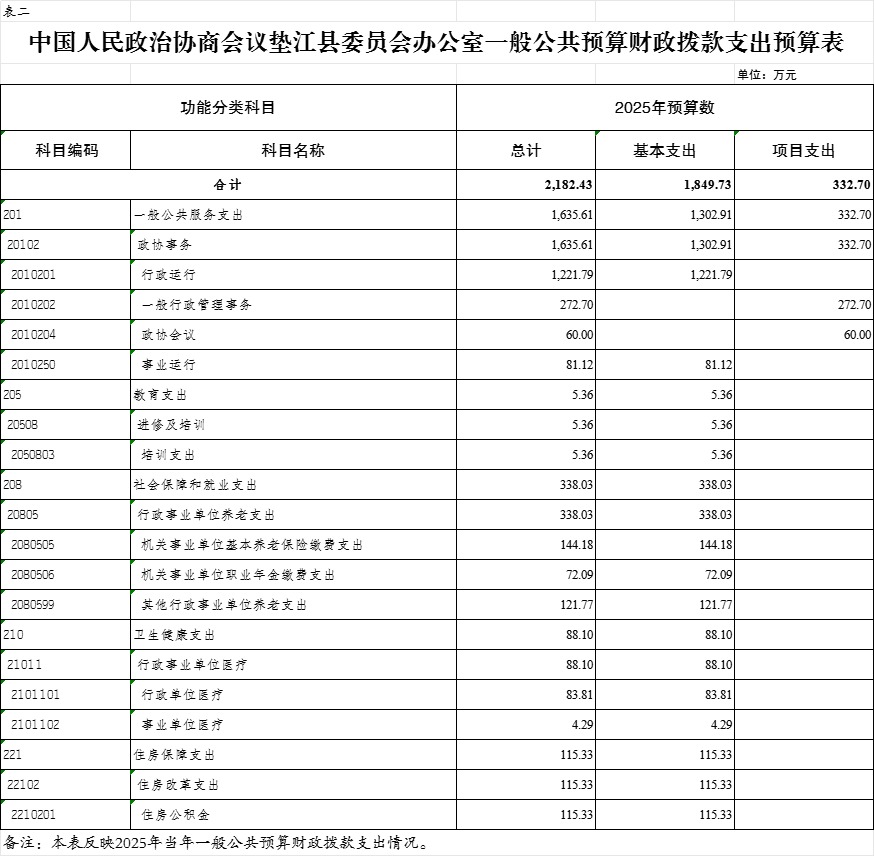 表二
中国人民政治协商会议垫江县委员会办公室一般公共预算财政拨款支出预算表
单位：万元
功能分类科目 2025年预算数
科目编码 科目名称 总计 基本支出 项目支出
合计 2,182.43 1,849.73 332.70
201 一般公共服务支出 1,635.61 1,302.91 332.70
20102 政协事务 1,635.61 1,302.91 332.70
2010201 行政运行 1,221.79 1,221.79
2010202 一般行政管理事务 272.70 272.70
2010204 政协会议 60.00 60.00
2010250 事业运行 81.12 81.12
205 教育支出 5.36 5.36
20508 进修及培训 5.36 5.36
2050803 培训支出 5.36 5.36
208 社会保障和就业支出 338.03 338.03
20805 行政事业单位养老支出 338.03 338.03
2080505 机关事业单位基本养老保险缴费支出 144.18 144.18
2080506 机关事业单位职业年金缴费支出 72.09 72.09
2080599 其他行政事业单位养老支出 121.77 121.77
210 卫生健康支出 88.10 88.10
21011 行政事业单位医疗 88.10 88.10
2101101 行政单位医疗 83.81 83.81
2101102 事业单位医疗 4.29 4.29
221 住房保障支出 115.33 115.33
22102 住房改革支出 115.33 115.33
2210201 住房公积金 115.33 115.33
备注：本表反映2025年当年一般公共预算财政拨款支出情况。